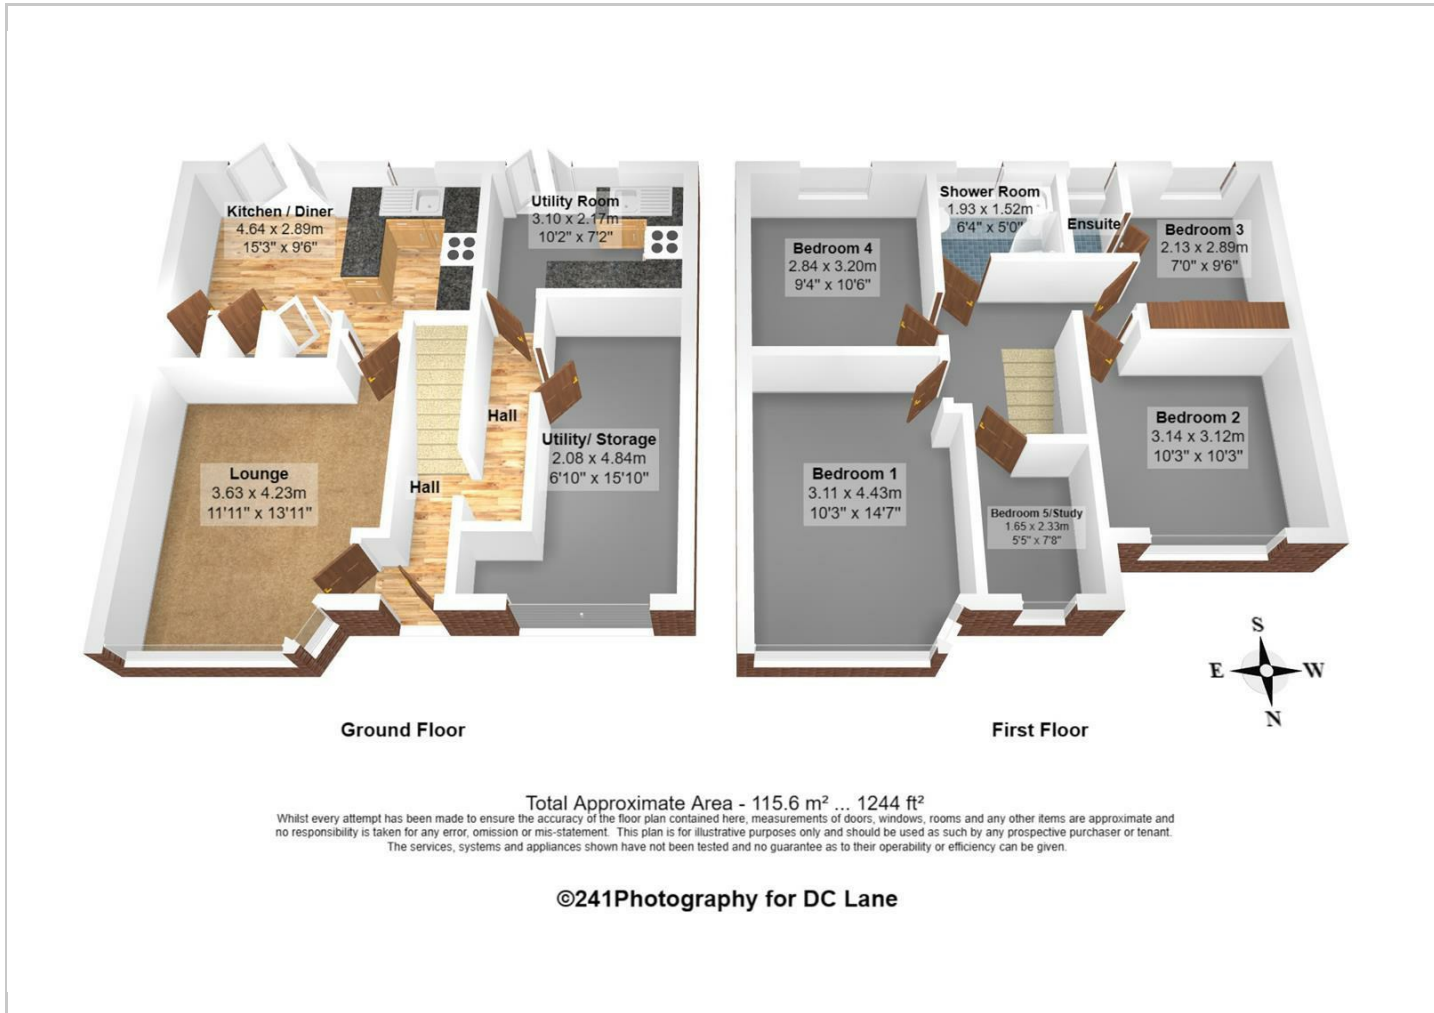 Kitchen / Diner
4.64 x 2.89m
15'3" x 9'6"
Utility Room
3.10 x 2.17m
10'2" x 7'2"
Lounge
3.63 x 4.23m
11'11" x 13'11"
Hall
Hall
Utility/ Storage
2.08 x 4.84m
6'10" x 15'10"
Ground Floor
Shower Room
1.93 x 1.52m
6'4" x 5'0"
Ensuite
Bedroom 3
2.13 x 2.89m
7'0" x 9'6"
Bedroom 4
2.84 x 3.20m
9'4" x 10'6"
Bedroom 2
3.14 x 3.12m
10'3" x 10'3"
Bedroom 1
3.11 x 4.43m
10'3" x 14'7"
Bedroom 5/Study
1.65 x 2.33m
5'5" x 7'8"
First Floor
S
E W
N
Total Approximate Area - 115.6 m² ... 1244 ft²
Whilst every attempt has been made to ensure the accuracy of the floor plan contained here, measurements of doors, windows, rooms and any other items are approximate and
no responsibility is taken for any error, omission or mis-statement. This plan is for illustrative purposes only and should be used as such by any prospective purchaser or tenant.
The services, systems and appliances shown have not been tested and no guarantee as to their operability or efficiency can be given.
©241Photography for DC Lane